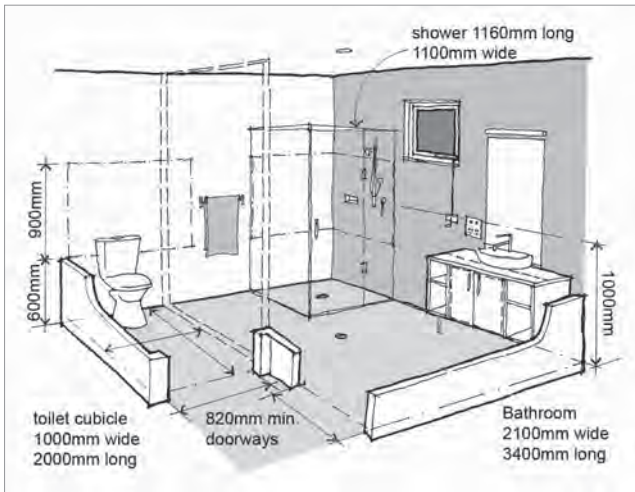 shower 1160mm long
1100mm wide
900mm
600mm
1000mm
toilet cubicle
1000mm wide
2000mm long
820mm min.
doorways
Bathroom
2100mm wide
3400mm long